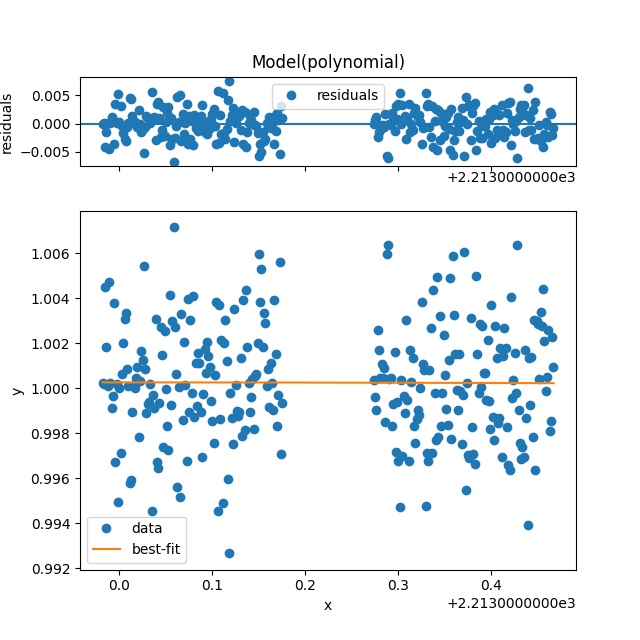 Model(polynomial)
residuals
0.005
0.000
−0.005
residuals
+2.2130000000e3
y
1.006
1.004
1.002
1.000
0.998
0.996
0.994
0.992
data
best-fit
0.0 0.1 0.2 0.3 0.4
x
+2.2130000000e3